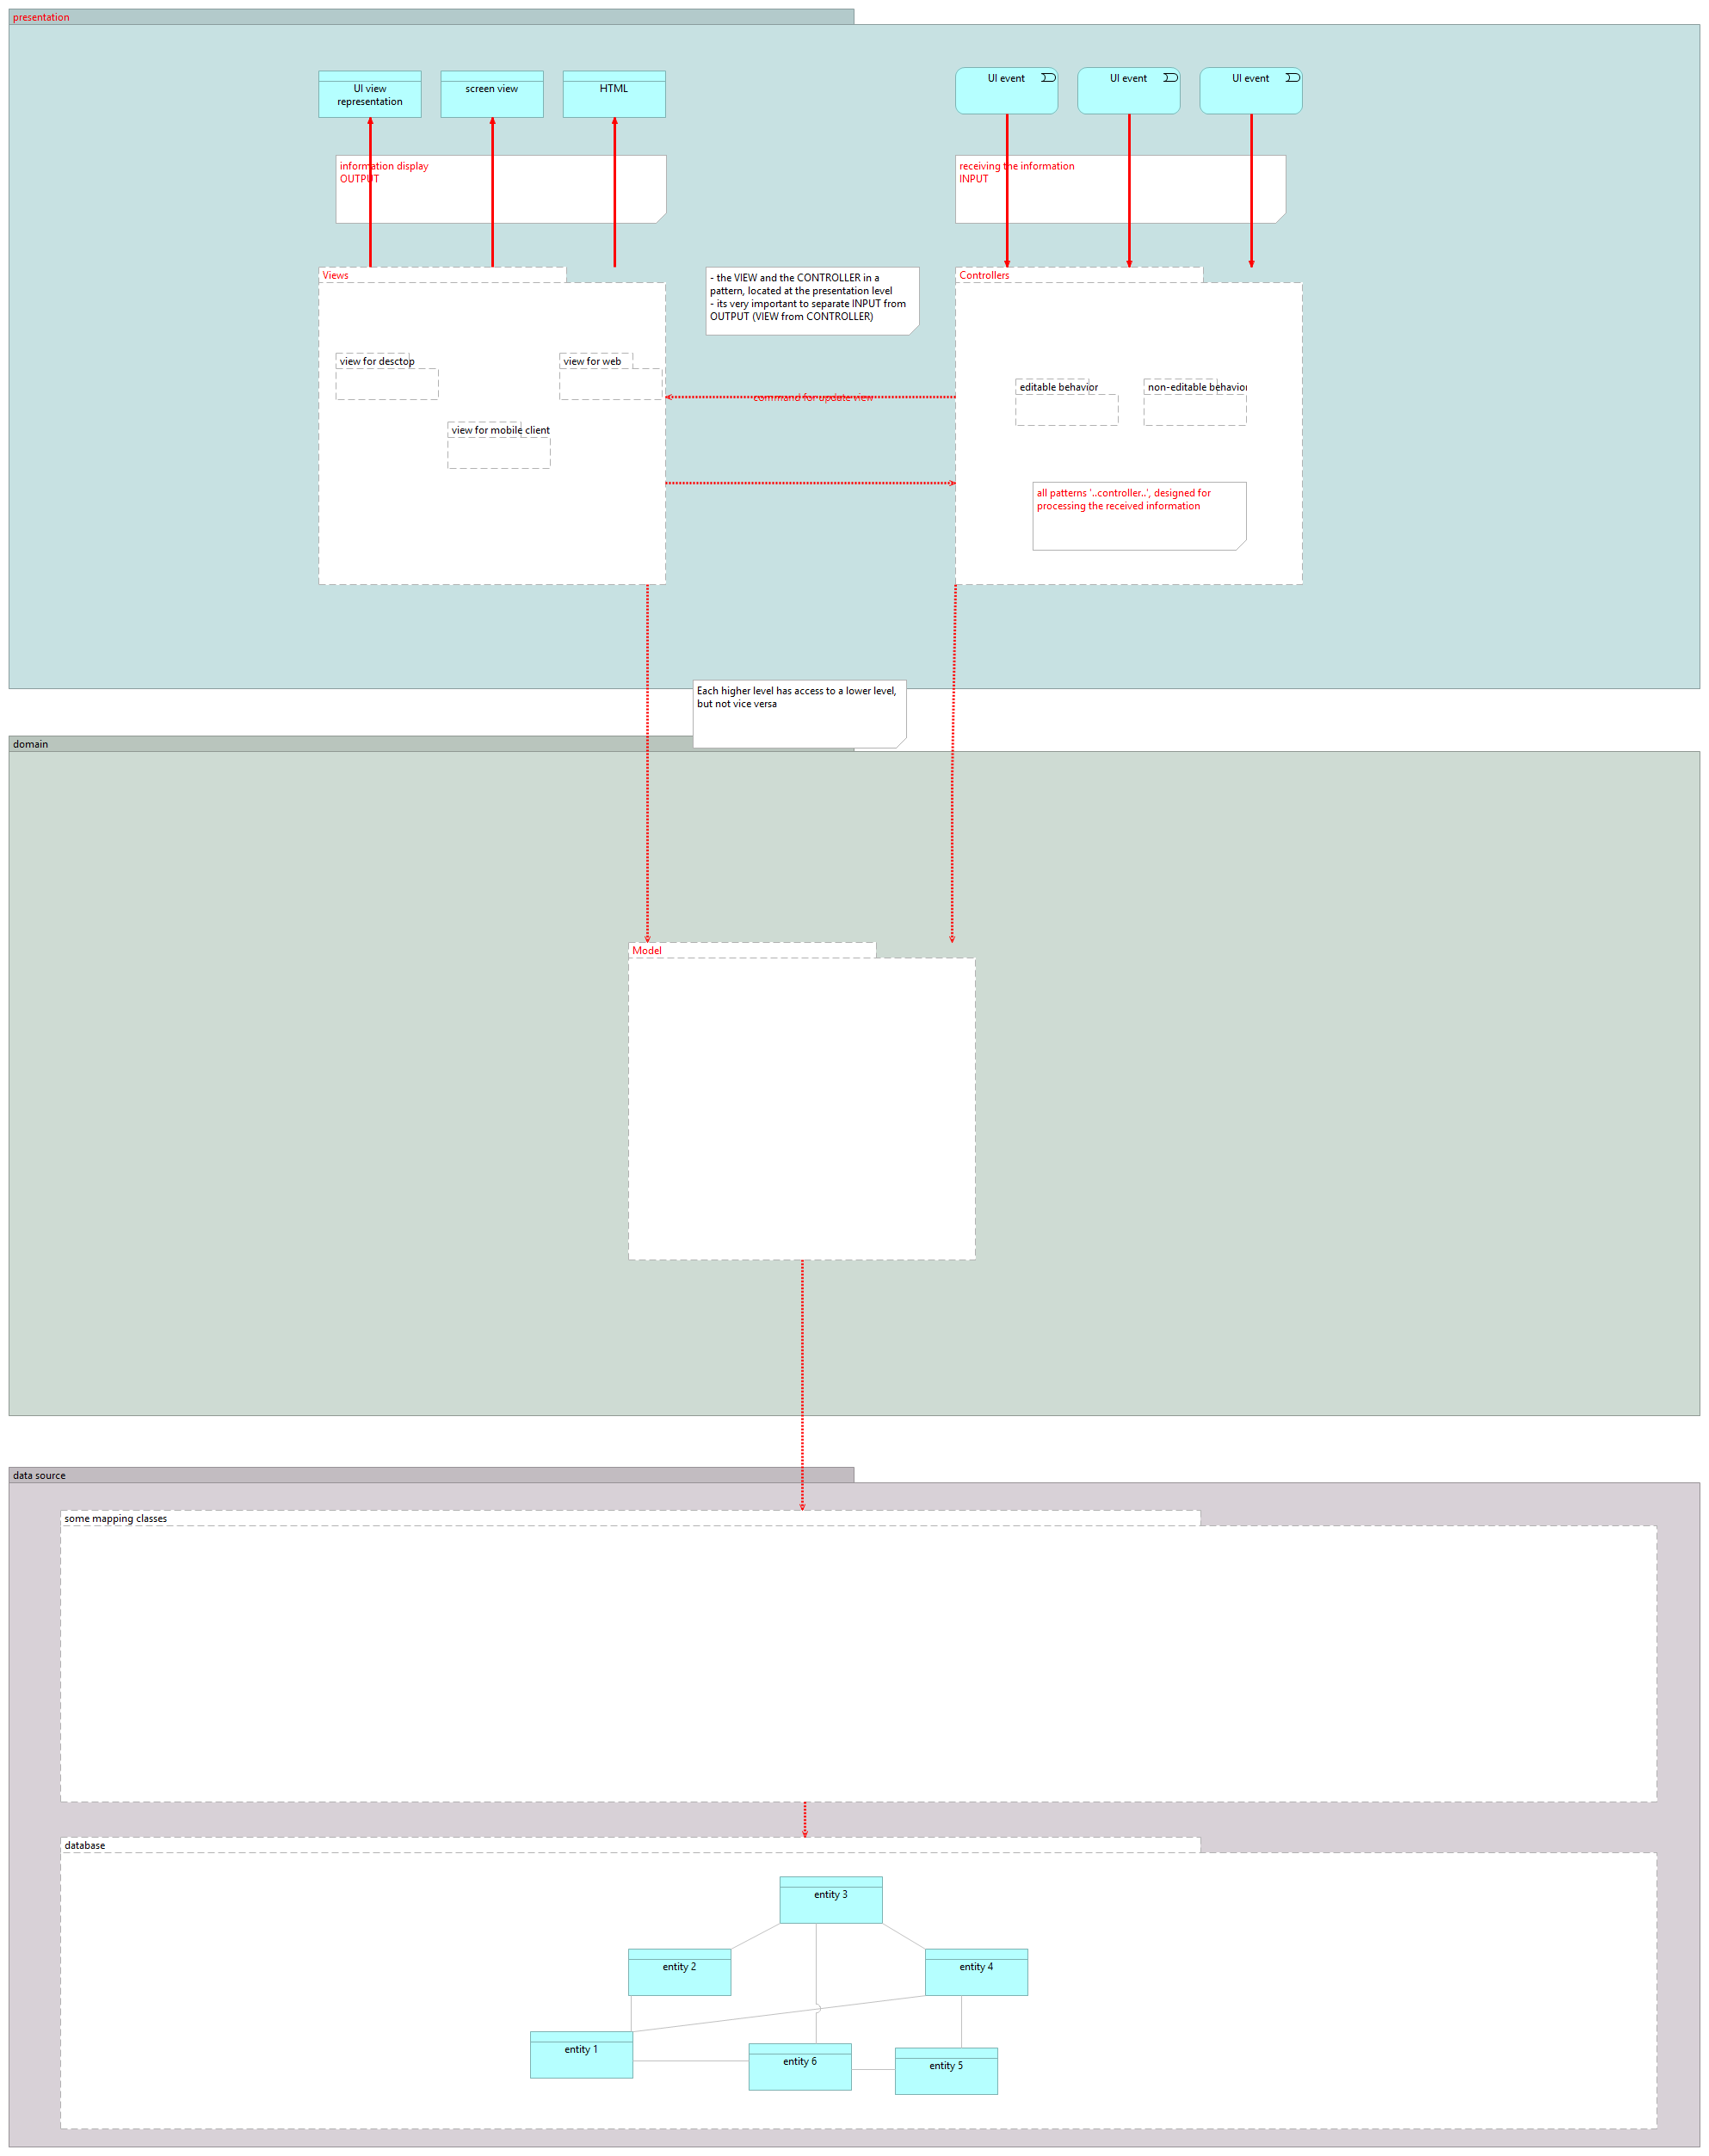 presentation
UI view
representation
screen view
HTML
UI event
UI event
UI event
information display
OUTPUT
receiving the information
INPUT
Views
- the VIEW and the CONTROLLER in a
pattern, located at the presentation level
- its very important to separate INPUT from
OUTPUT (VIEW from CONTROLLER)
Controllers
view for desctop
view for web
view for mobile client
command for update view
editable behavior
non-editable behavior
all patterns '..controller..', designed for
processing the received information
Each higher level has access to a lower level,
but not vice versa
domain
Model
data source
some mapping classes
database
entity 3
entity 2
entity 4
entity 1
entity 6
entity 5